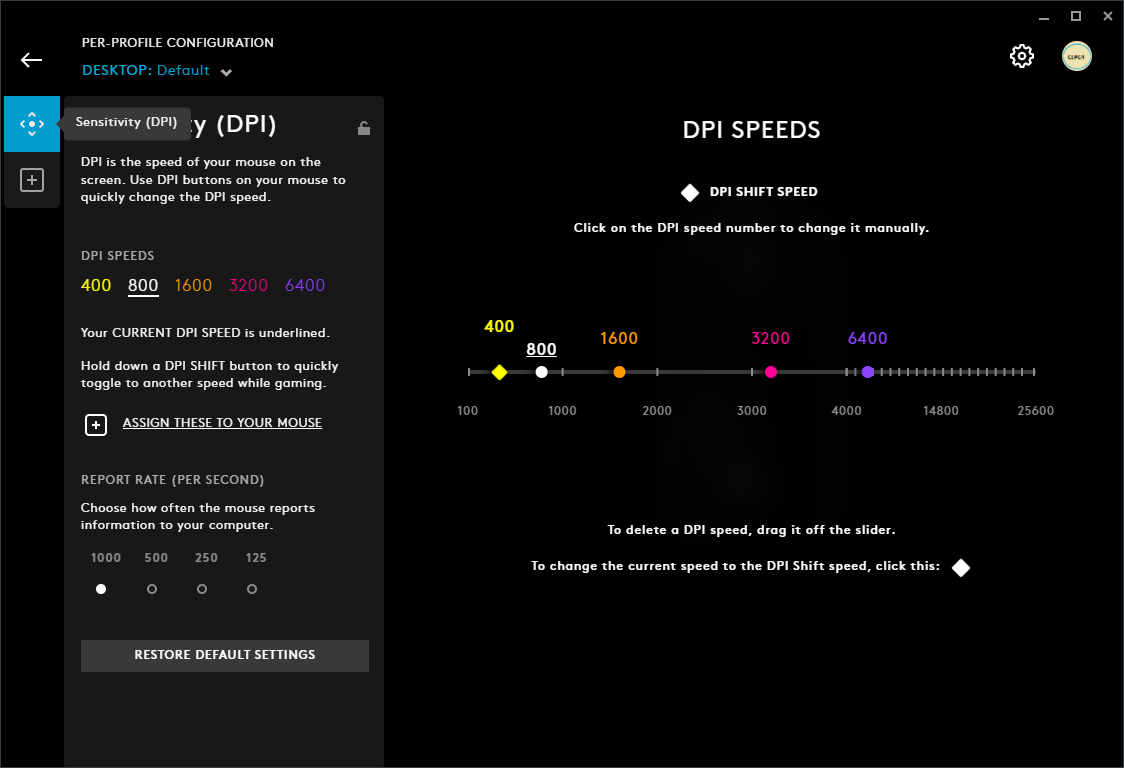 PER-PROFILE CONFIGURATION
DESKTOP: Default
Sensitivity (DPI)
y (DPI)
DPI is the speed of your mouse on the
screen. Use DPI buttons on your mouse to
quickly change the DPI speed.
DPI SPEEDS
400 800 1600 3200 6400
Your CURRENT DPI SPEED is underlined.
Hold down a DPI SHIFT button to quickly
toggle to another speed while gaming.
ASSIGN THESE TO YOUR MOUSE
REPORT RATE (PER SECOND)
Choose how often the mouse reports
information to your computer.
1000 500 250 125
RESTORE DEFAULT SETTINGS
DPI SPEEDS
DPI SHIFT SPEED
Click on the DPI speed number to change it manually.
400 800 1600 3200 6400
100 1000 2000 3000 4000 14800 25600
To delete a DPI speed, drag it off the slider.
To change the current speed to the DPI Shift speed, click this: